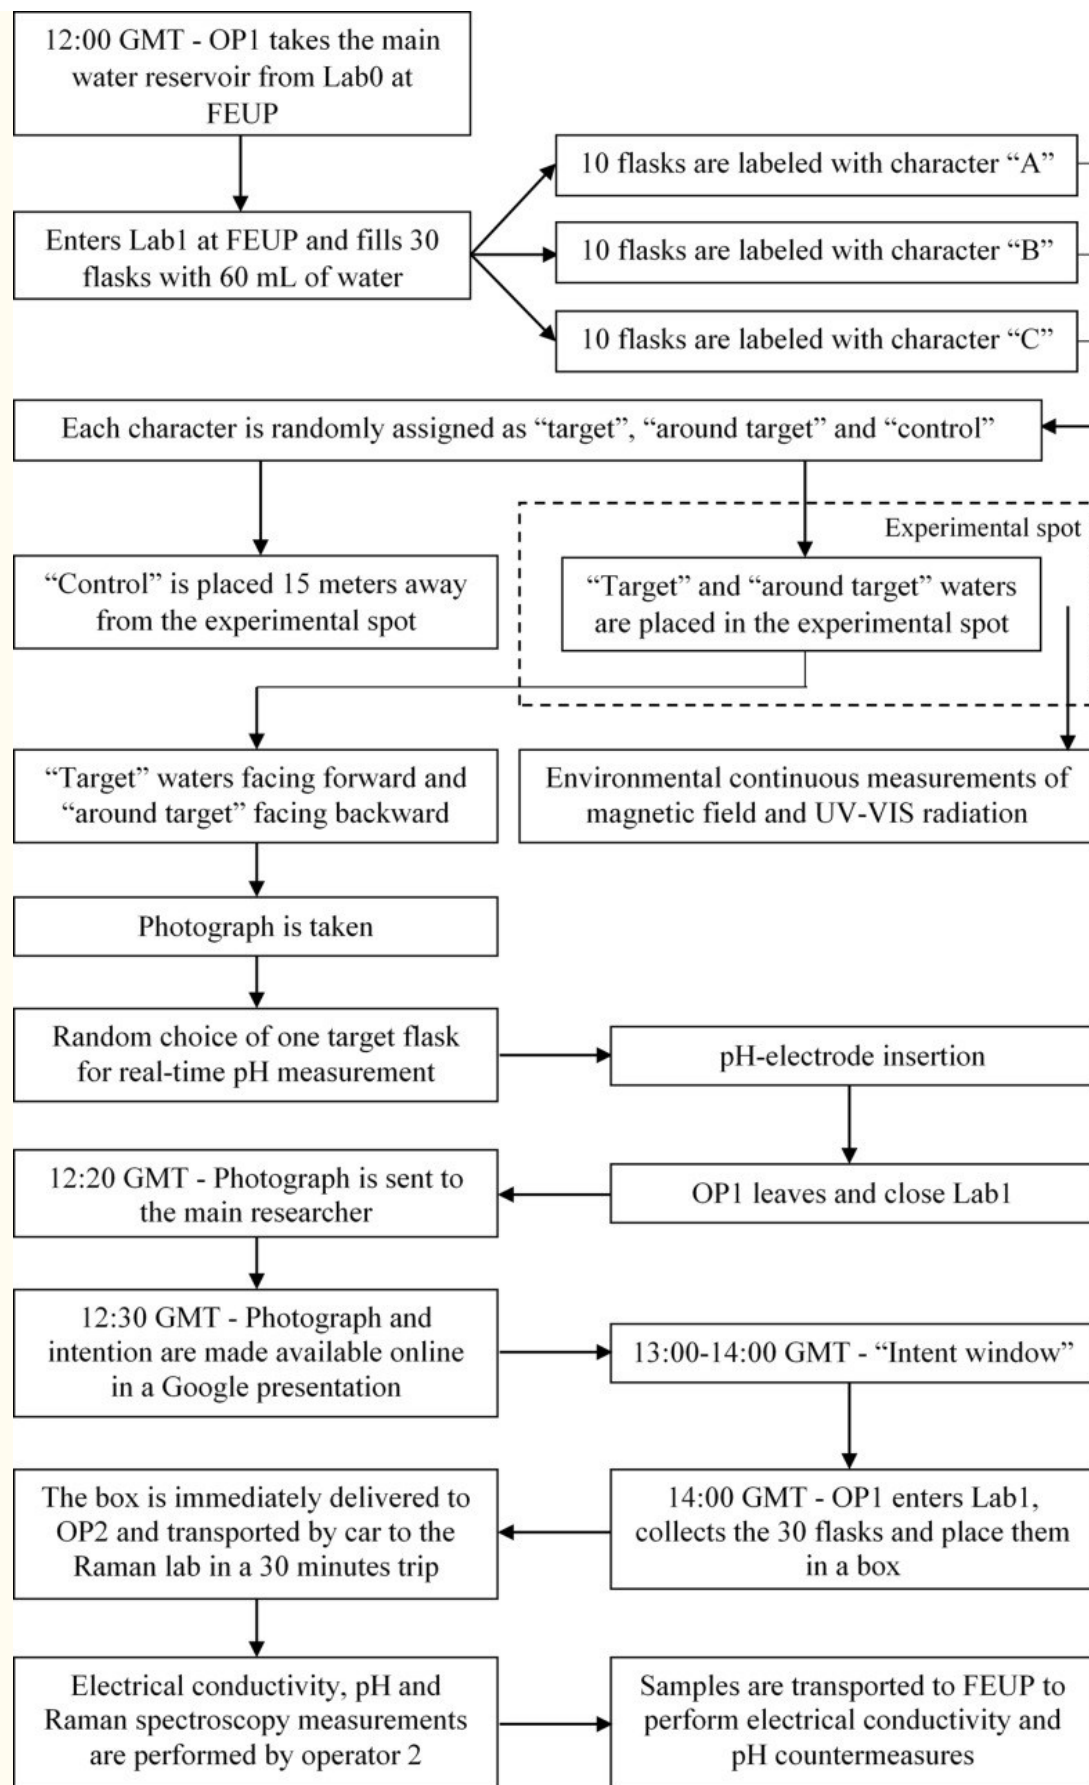 12:00 GMT - OP1 takes the main
water reservoir from Lab0 at
FEUP
Enters Lab1 at FEUP and fills 30
flasks with 60 mL of water
10 flasks are labeled with character “A”
10 flasks are labeled with character “B”
10 flasks are labeled with character “C”
Each character is randomly assigned as “target”, “around target” and “control”
“Control” is placed 15 meters away
from the experimental spot
Experimental spot
“Target” and “around target” waters
are placed in the experimental spot
“Target” waters facing forward and
“around target” facing backward
Environmental continuous measurements of
magnetic field and UV-VIS radiation
Photograph is taken
Random choice of one target flask
for real-time pH measurement
pH-electrode insertion
OP1 leaves and close Lab1
12:20 GMT - Photograph is sent to
the main researcher
12:30 GMT - Photograph and
intention are made available online
in a Google presentation
13:00-14:00 GMT - “Intent window”
14:00 GMT - OP1 enters Lab1,
collects the 30 flasks and place them
in a box
The box is immediately delivered to
OP2 and transported by car to the
Raman lab in a 30 minutes trip
Electrical conductivity, pH and
Raman spectroscopy measurements
are performed by operator 2
Samples are transported to FEUP to
perform electrical conductivity and
pH countermeasures